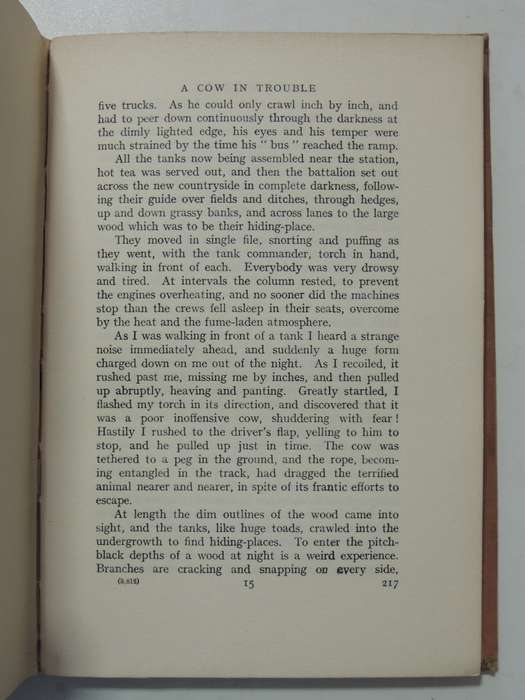 A COW IN TROUBLE
five trucks. As he could only crawl inch by inch, and
had to peer down continuously through the darkness at
the dimly lighted edge, his eyes and his temper were
much strained by the time his " bus " reached the ramp.
All the tanks now being assembled near the station,
hot tea was served out, and then the battalion set out
across the new countryside in complete darkness, follow-
ing their guide over fields and ditches, through hedges,
up and down grassy banks, and across lanes to the large
wood which was to be their hiding-place.
They moved in single file, snorting and puffing as
they went, with the tank commander, torch in hand,
walking in front of each. Everybody was very drowsy
and tired. At intervals the column rested, to prevent
the engines overheating, and no sooner did the machines
stop than the crews fell asleep in their seats, overcome
by the heat and the fume-laden atmosphere.
As I was walking in front of a tank I heard a strange
noise immediately ahead, and suddenly a huge form
charged down on me out of the night. As I recoiled, it
rushed past me, missing me by inches, and then pulled
up abruptly, heaving and panting. Greatly startled, I
flashed my torch in its direction, and discovered that it
was a poor inoffensive cow, shuddering with fear !
Hastily I rushed to the driver's flap, yelling to him to
stop, and he pulled up just in time. The cow was
tethered to a peg in the ground, and the rope, becom-
ing entangled in the track, had dragged the terrified
animal nearer and nearer, in spite of its frantic efforts to
escape.
At length the dim outlines of the wood came into
sight, and the tanks, like huge toads, crawled into the
undergrowth to find hiding-places. To enter the pitch-
black depths of a wood at night is a weird experience.
Branches are cracking and snapping on every side,
15 217